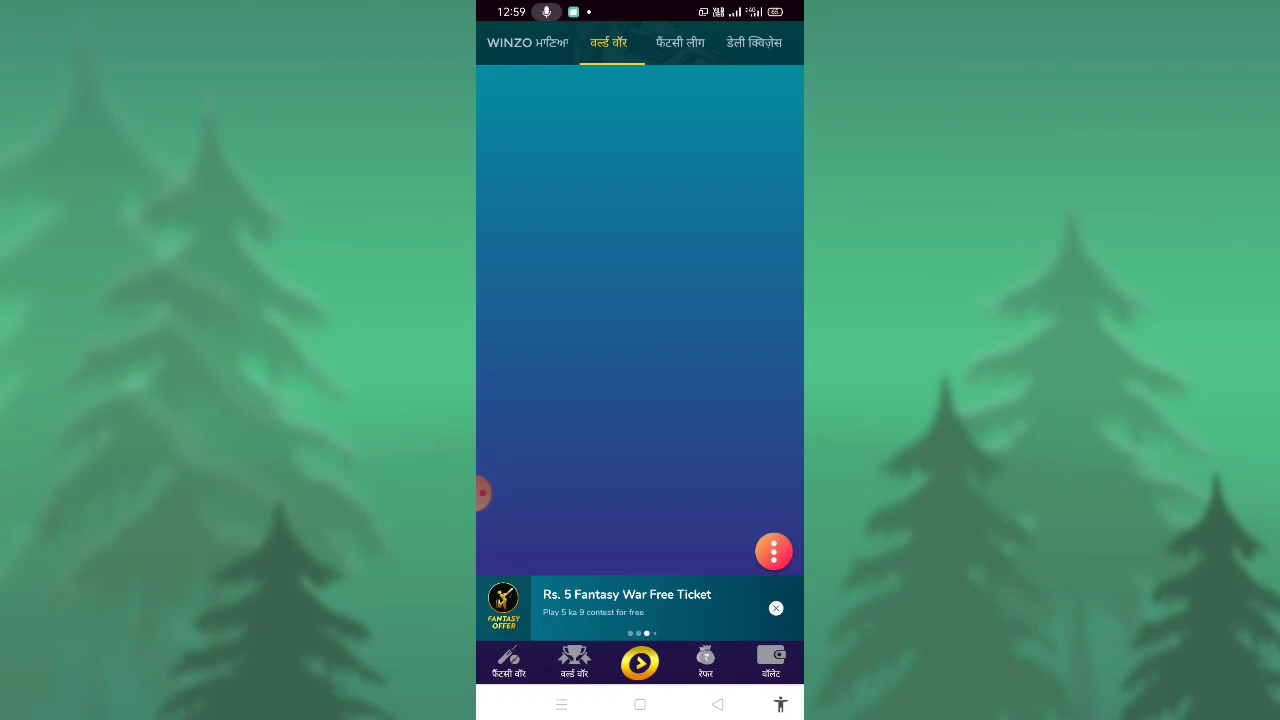 12:59
WINZO ਮਾਣਿਆ वर्ल्ड वॉर फैंटसी लीग डेली क्विज़ेस
Rs. 5 Fantasy War Free Ticket
Play 5 ka 9 contest for free
FANTASY
OFFER
फैंटसी वॉर वर्ल्ड वॉर रेफर वॉलेट